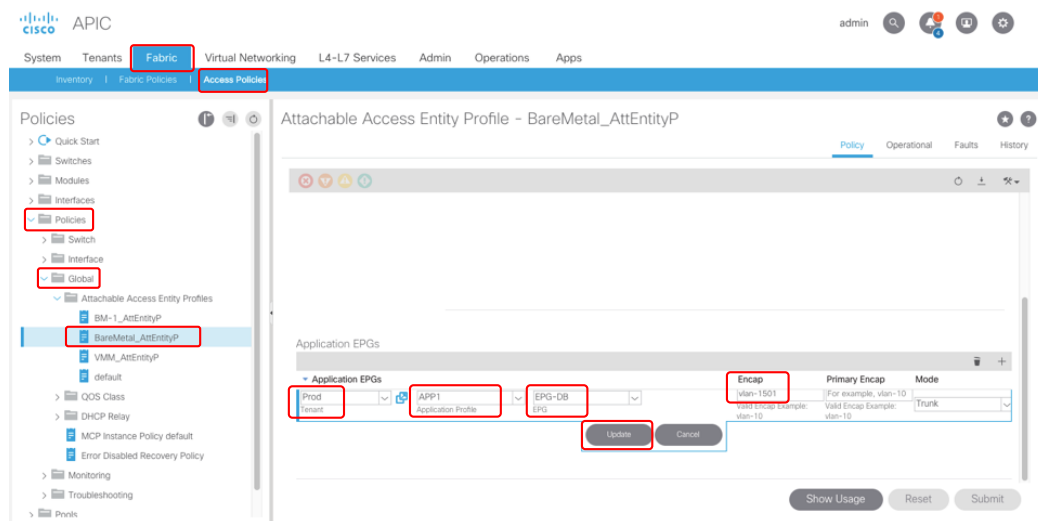 CISCO
APIC
admin
1
4
System Tenants Fabric Virtual Networking L4-L7 Services Admin Operations Apps
Inventory | Fabric Policies | Access Policies
Policies
Quick Start
Switches
Modules
Interfaces
Policies
Switch
Interface
Global
Attachable Access Entity Profiles
BM-1_AttEntityP
BareMetal_AttEntityP
VMM_AttEntityP
default
QOS Class
DHCP Relay
MCP Instance Policy default
Error Disabled Recovery Policy
Monitoring
Troubleshooting
Pools
Attachable Access Entity Profile - BareMetal_AttEntityP
Policy Operational Faults History
Application EPGs
Application EPGs Encap Primary Encap Mode
Prod APP1 EPG-DB vlan-1501 For example, vlan-10 Trunk
Tenant Application Profile EPG Valid Encap Example: Valid Encap Example:
vlan-10 vlan-10
Update Cancel
Show Usage Reset Submit